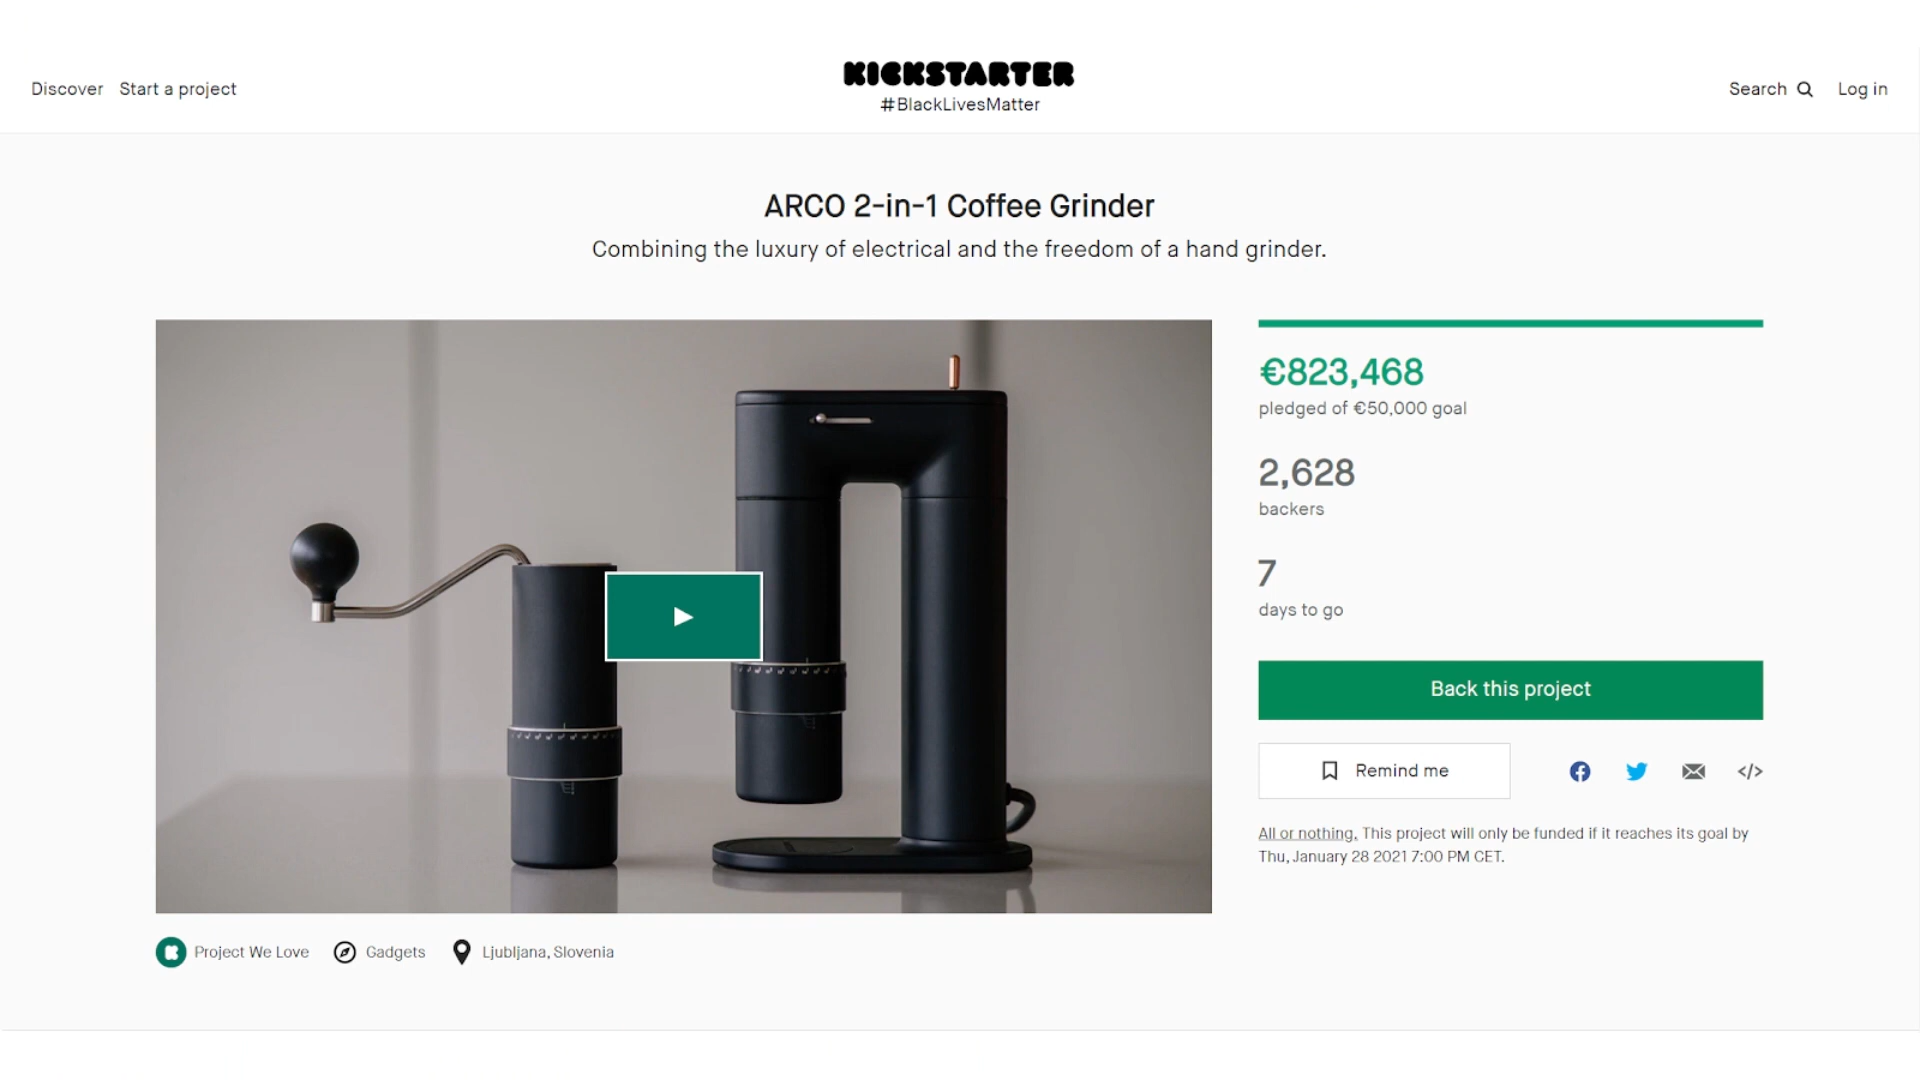 Discover Start a project
KICKSTARTER
#BlackLivesMatter
Search Log in
ARCO 2-in-1 Coffee Grinder
Combining the luxury of electrical and the freedom of a hand grinder.
€823,468
pledged of €50,000 goal
2,628
backers
7
days to go
Back this project
Remind me
All or nothing. This project will only be funded if it reaches its goal by
Thu, January 28 2021 7:00 PM CET.
Project We Love Gadgets Ljubljana, Slovenia